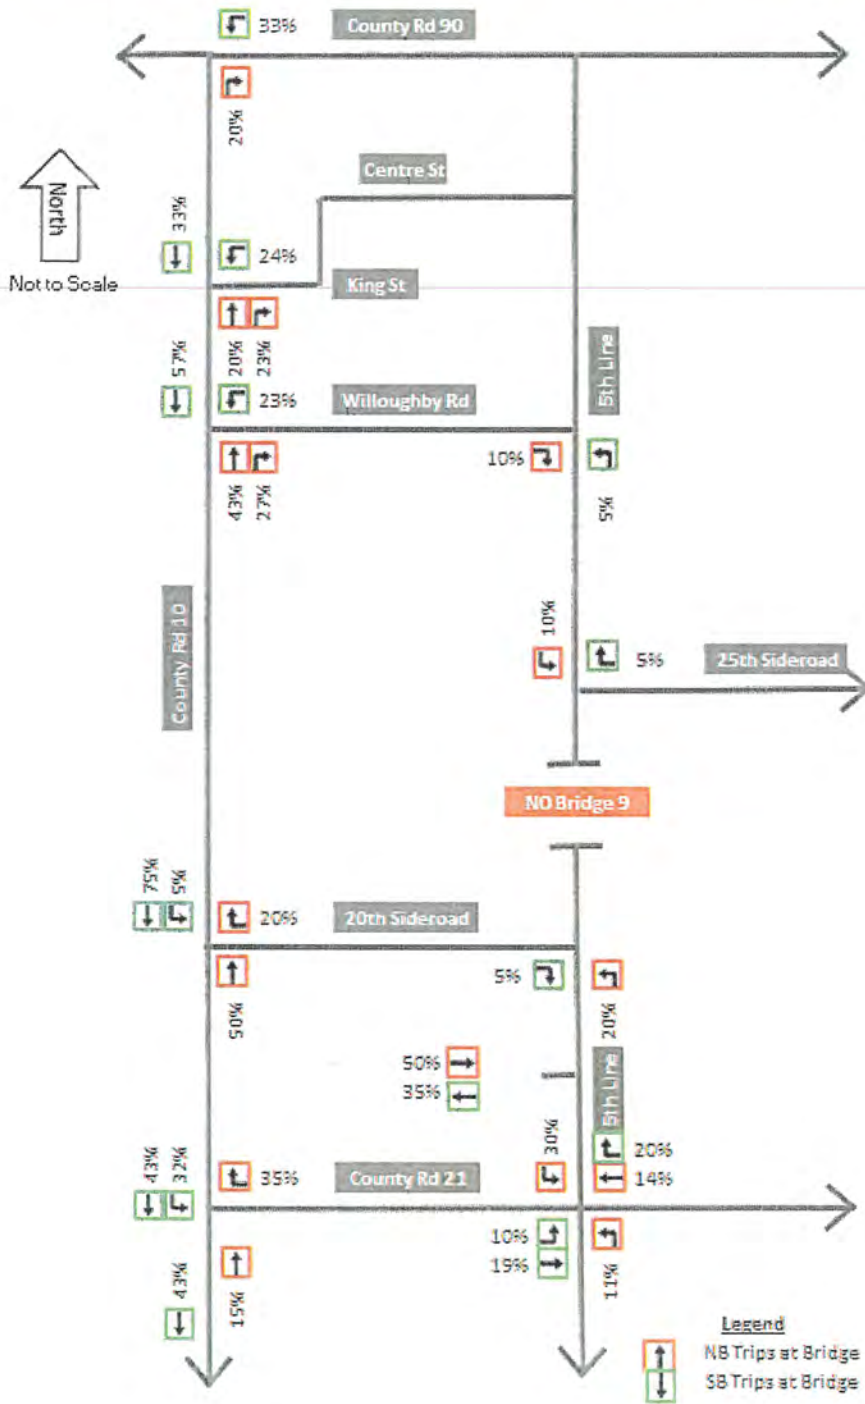 33% County Rd 90
20%
Centre St
North
33%
24%
Not to Scale
King St
20% 23%
57%
23% Willoughby Rd
5th Line
43% 27%
10%
5%
County Rd 10
10%
5% 25th Sideroad
NO Bridge 9
75% 5%
20% 20th Sideroad
50%
5%
20%
50%
35%
5th Line
30%
20%
14%
43% 32%
35% County Rd 21
10%
19%
11%
43%
15%
Legend
NB Trips at Bridge
SB Trips at Bridge